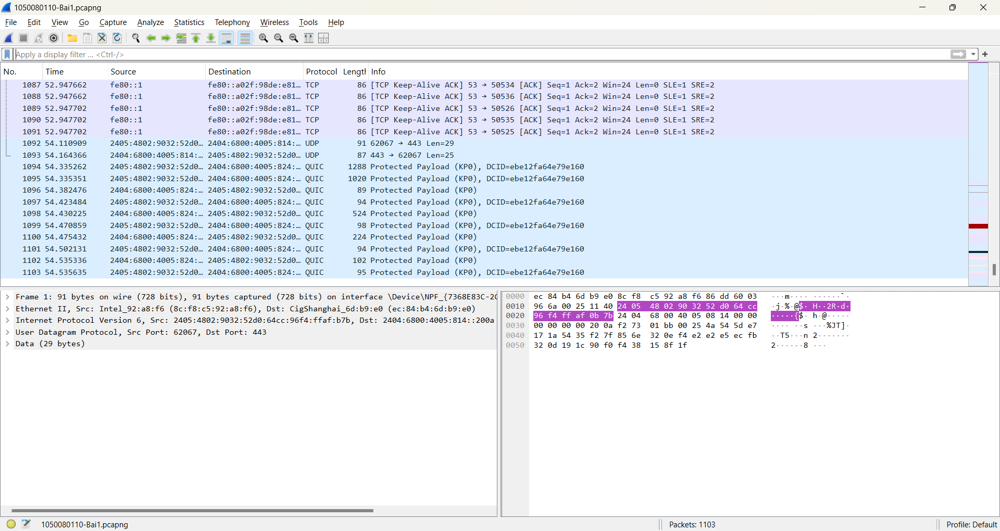 1050080110-Bai1.pcapng
File Edit View Go Capture Analyze Statistics Telephony Wireless Tools Help
Apply a display filter ... <Ctrl-/>
No. Time Source Destination Protocol Length Info
1087 52.947662 fe80::1 fe80::a02f:98de:e81… TCP 86 [TCP Keep-Alive ACK] 53 → 50534 [ACK] Seq=1 Ack=2 Win=24 Len=0 SLE=1 SRE=2
1088 52.947662 fe80::1 fe80::a02f:98de:e81… TCP 86 [TCP Keep-Alive ACK] 53 → 50536 [ACK] Seq=1 Ack=2 Win=24 Len=0 SLE=1 SRE=2
1089 52.947702 fe80::1 fe80::a02f:98de:e81… TCP 86 [TCP Keep-Alive ACK] 53 → 50526 [ACK] Seq=1 Ack=2 Win=24 Len=0 SLE=1 SRE=2
1090 52.947702 fe80::1 fe80::a02f:98de:e81… TCP 86 [TCP Keep-Alive ACK] 53 → 50535 [ACK] Seq=1 Ack=2 Win=24 Len=0 SLE=1 SRE=2
1091 52.947702 fe80::1 fe80::a02f:98de:e81… TCP 86 [TCP Keep-Alive ACK] 53 → 50525 [ACK] Seq=1 Ack=2 Win=24 Len=0 SLE=1 SRE=2
1092 54.110909 2405:4802:9032:52d0… 2404:6800:4005:814:… UDP 91 62067 → 443 Len=29
1093 54.164366 2404:6800:4005:814:… 2405:4802:9032:52d0… UDP 87 443 → 62067 Len=25
1094 54.335262 2405:4802:9032:52d0… 2404:6800:4005:824:… QUIC 1288 Protected Payload (KP0), DCID=ebe12fa64e79e160
1095 54.335351 2405:4802:9032:52d0… 2404:6800:4005:824:… QUIC 1020 Protected Payload (KP0), DCID=ebe12fa64e79e160
1096 54.382476 2404:6800:4005:824:… 2405:4802:9032:52d0… QUIC 89 Protected Payload (KP0)
1097 54.423484 2405:4802:9032:52d0… 2404:6800:4005:824:… QUIC 94 Protected Payload (KP0), DCID=ebe12fa64e79e160
1098 54.430225 2404:6800:4005:824:… 2405:4802:9032:52d0… QUIC 524 Protected Payload (KP0)
1099 54.470859 2405:4802:9032:52d0… 2404:6800:4005:824:… QUIC 98 Protected Payload (KP0), DCID=ebe12fa64e79e160
1100 54.475432 2404:6800:4005:824:… 2405:4802:9032:52d0… QUIC 224 Protected Payload (KP0)
1101 54.502131 2405:4802:9032:52d0… 2404:6800:4005:824:… QUIC 94 Protected Payload (KP0), DCID=ebe12fa64e79e160
1102 54.535336 2404:6800:4005:824:… 2405:4802:9032:52d0… QUIC 102 Protected Payload (KP0)
1103 54.535635 2405:4802:9032:52d0… 2404:6800:4005:824:… QUIC 95 Protected Payload (KP0), DCID=ebe12fa64e79e160
Frame 1: 91 bytes on wire (728 bits), 91 bytes captured (728 bits) on interface \Device\NPF_{7368E83C-2(
Ethernet II, Src: Intel_92:a8:f6 (8c:f8:c5:92:a8:f6), Dst: CigShanghai_6d:b9:e0 (ec:84:b4:6d:b9:e0)
Internet Protocol Version 6, Src: 2405:4802:9032:52d0:64cc:96f4:ffaf:b7b, Dst: 2404:6800:4005:814::200a
User Datagram Protocol, Src Port: 62067, Dst Port: 443
Data (29 bytes)
0000 ec 84 b4 6d b9 e0 8c f8 c5 92 a8 f6 86 dd 60 03 ···m···· ······`·
0010 96 6a 00 25 11 40 24 05 48 02 90 32 52 d0 64 cc ·j·%·@$· H··2R·d·
0020 96 f4 ff af 0b 7b 24 04 68 00 40 05 08 14 00 00 ·····{$· h·@·····
0030 00 00 00 00 20 0a f2 73 01 bb 00 25 4a 54 5d e7 ···· ··s ···%JT]·
0040 17 1a 54 35 f2 7f 85 6e 32 0e f4 e2 e2 e5 ec fb ··T5···n 2·······
0050 32 0d 19 1c 90 f0 f4 38 15 8f 1f 2······8 ···
1050080110-Bai1.pcapng Packets: 1103 Profile: Default